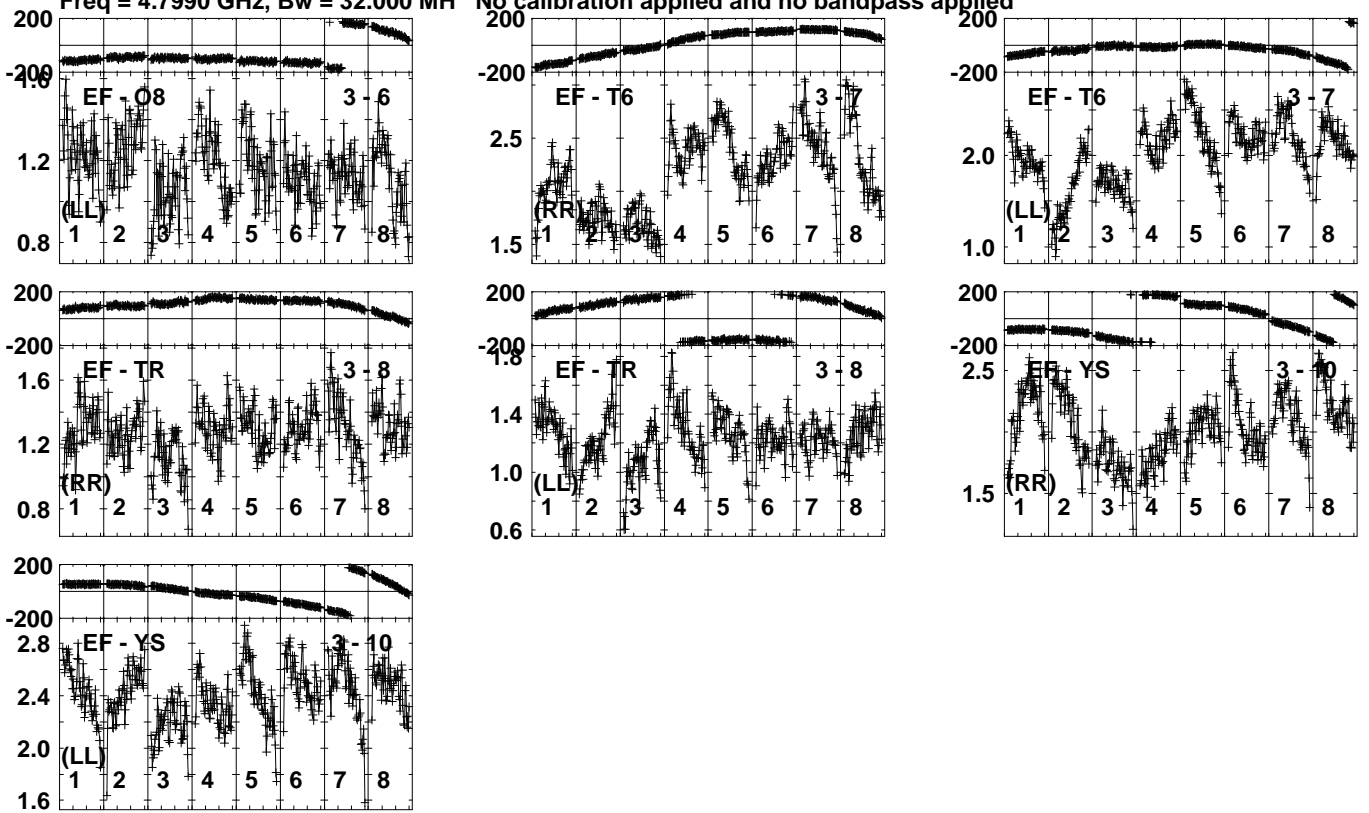 Freq = 4.7990 GHz, Bw = 32.000 MH No calibration applied and no bandpass applied
200
-200
1.6
1.2
0.8
EF - O8
3 - 6
(LL)
1 2 3 4 5 6 7 8
200
-200
2.5
1.5
EF - T6
3 - 7
(RR)
1 2 3 4 5 6 7 8
200
-200
2.0
1.0
EF - T6
3 - 7
(LL)
1 2 3 4 5 6 7 8
200
-200
1.6
1.2
0.8
EF - TR
3 - 8
(RR)
1 2 3 4 5 6 7 8
200
-200
1.8
1.4
1.0
0.6
EF - TR
3 - 8
(LL)
1 2 3 4 5 6 7 8
200
-200
2.5
1.5
EF - YS
3 - 10
(RR)
1 2 3 4 5 6 7 8
200
-200
2.8
2.4
2.0
1.6
EF - YS
3 - 10
(LL)
1 2 3 4 5 6 7 8